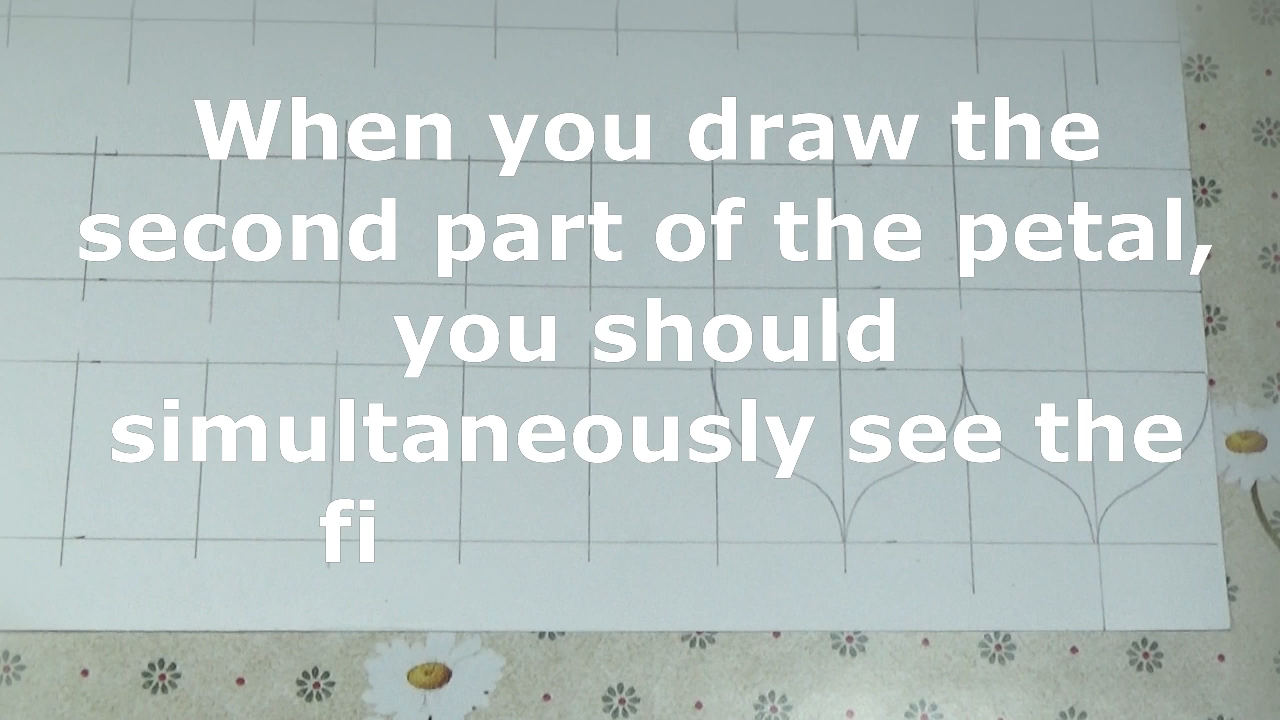 When you draw the
second part of the petal,
you should
simultaneously see the
fi